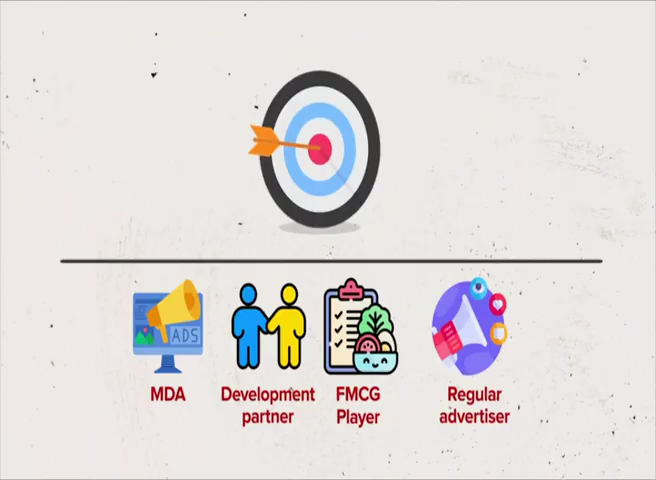 ADS
MDA
Development
partner
FMCG
Player
Regular
advertiser